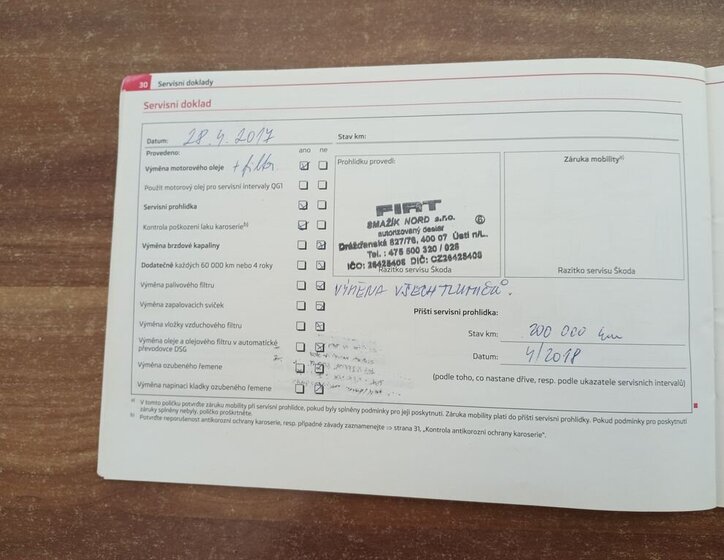 30 Servisní doklady
Servisní doklad
Datum: 28.4.2017 Stav km:
Provedeno: ano ne
Výměna motorového oleje + filtr
Použit motorový olej pro servisní intervaly QG1
Servisní prohlídka
Kontrola poškození laku karoserie b)
Výměna brzdové kapaliny
Dodatečně každých 60 000 km nebo 4 roky
Výměna palivového filtru
Výměna zapalovacích svíček
Výměna vložky vzduchového filtru
Výměna oleje a olejového filtru v automatické
převodovce DSG
Výměna ozubeného řemene
Výměna napínací kladky ozubeného řemene
Prohlídku provedl:
FIRT
SMAŽÍK NORD s.r.o. 6
autorizovaný dealer
Drážďanská 827/76, 400 07 Ústí n/L.
Tel.: 475 500 320 / 028
IČO: 25425408 DIČ: CZ25425408
Razítko servisu Škoda
Záruka mobility a)
Razítko servisu Škoda
VÝMĚNA VŠECH TLUMIČŮ.
Příští servisní prohlídka:
Stav km: 200 000 km
Datum: 4/2018
(podle toho, co nastane dříve, resp. podle ukazatele servisních intervalů)
a) V tomto políčku potvrďte záruku mobility při servisní prohlídce, pokud byly splněny podmínky pro její poskytnutí. Záruka mobility platí do příští servisní prohlídky. Pokud podmínky pro poskytnutí
záruky splněny nebyly, políčko proškrtněte.
b) Potvrďte neporušenost antikorozní ochrany karoserie, resp. případné závady zaznamenejte ⇒ strana 31, „Kontrola antikorozní ochrany karoserie".